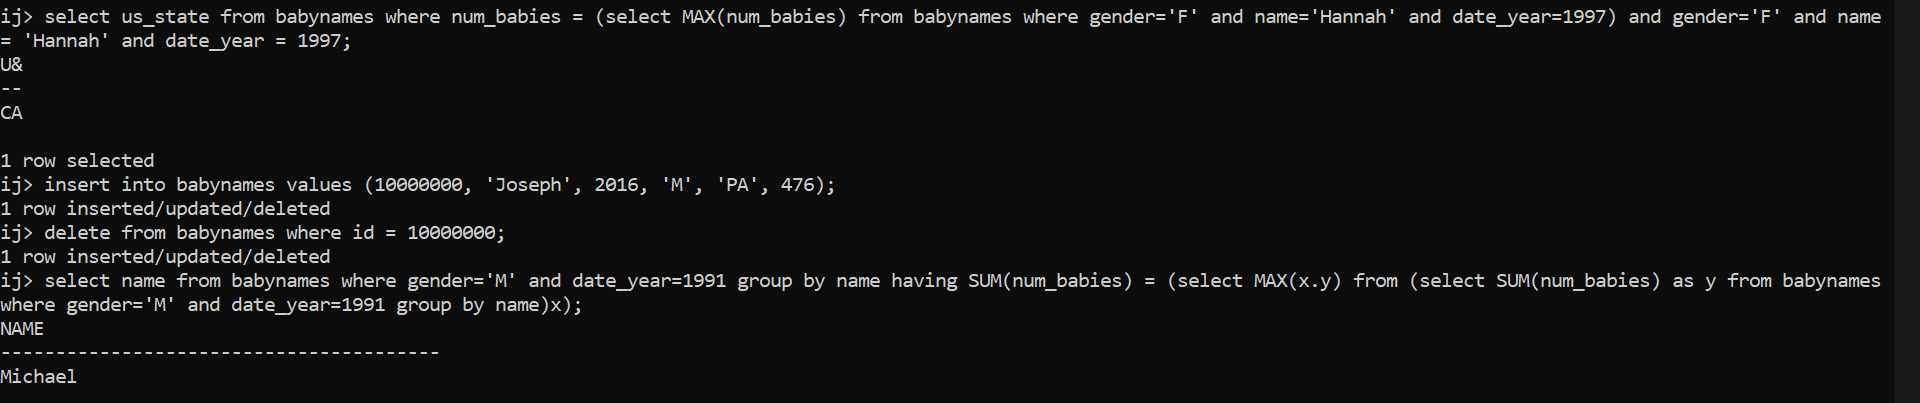 ij> select us_state from babynames where num_babies = (select MAX(num_babies) from babynames where gender='F' and name='Hannah' and date_year=1997) and gender='F' and name
= 'Hannah' and date_year = 1997;
U&
--
CA
1 row selected
ij> insert into babynames values (10000000, 'Joseph', 2016, 'M', 'PA', 476);
1 row inserted/updated/deleted
ij> delete from babynames where id = 10000000;
1 row inserted/updated/deleted
ij> select name from babynames where gender='M' and date_year=1991 group by name having SUM(num_babies) = (select MAX(x.y) from (select SUM(num_babies) as y from babynames
where gender='M' and date_year=1991 group by name)x);
NAME
----------------------------------------
Michael